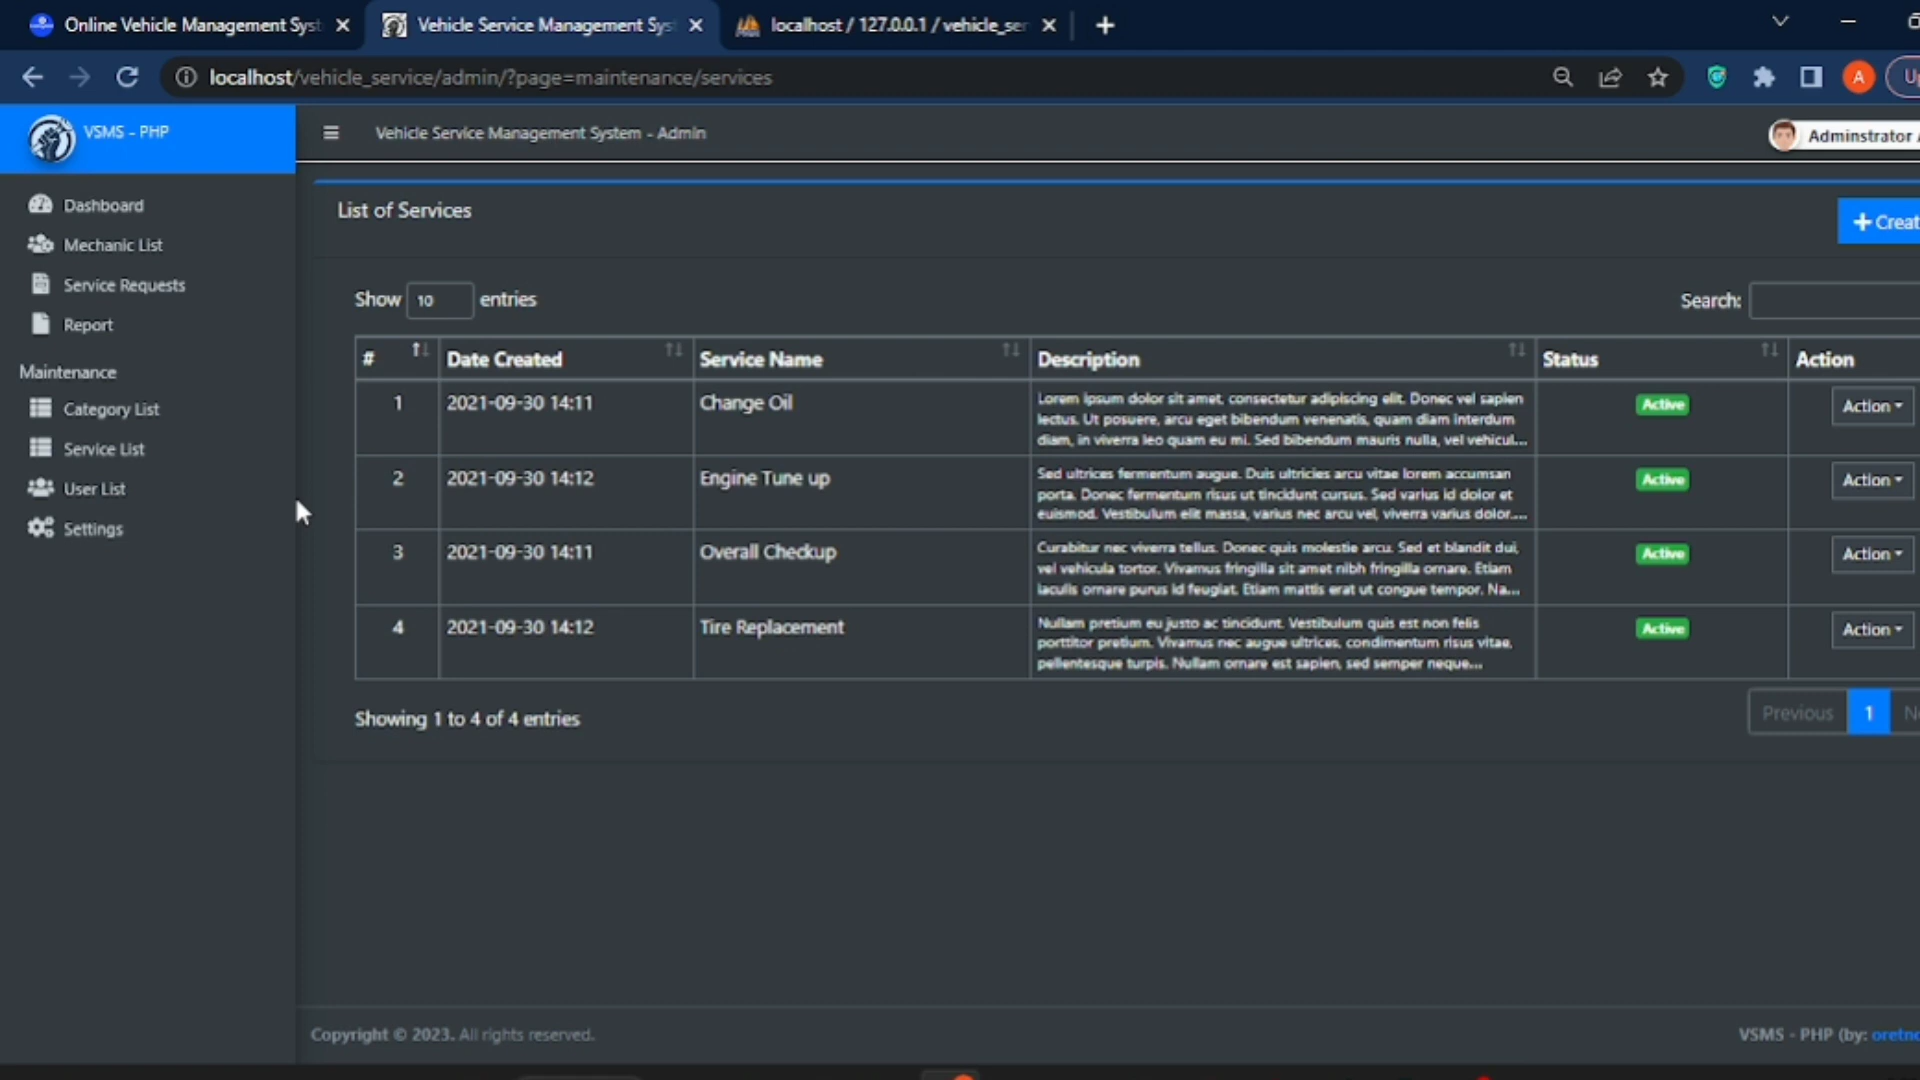 Online Vehicle Management Syst
Vehicle Service Management Sys
localhost / 127.0.0.1 / vehicle_ser
localhost/vehicle_service/admin/?page=maintenance/services
A
VSMS - PHP
Vehicle Service Management System - Admin
Adminstrator
Dashboard
Mechanic List
Service Requests
Report
Maintenance
Category List
Service List
User List
Settings
List of Services
Creat
Show 10 entries
Search:
# Date Created Service Name Description Status Action
1 2021-09-30 14:11 Change Oil Lorem ipsum dolor sit amet, consectetur adipiscing elit. Donec vel sapien
lectus. Ut posuere, arcu eget bibendum venenatis, quam diam interdum
diam, in viverra leo quam eu mi. Sed bibendum mauris nulla, vel vehicul...
Active Action
2 2021-09-30 14:12 Engine Tune up Sed ultrices fermentum augue. Duis ultricies arcu vitae lorem accumsan
porta. Donec fermentum risus ut tincidunt cursus. Sed varius id dolor et
euismod. Vestibulum elit massa, varius nec arcu vel, viverra varius dolor....
Active Action
3 2021-09-30 14:11 Overall Checkup Curabitur nec viverra tellus. Donec quis molestie arcu. Sed et blandit dui,
vel vehicula tortor. Vivamus fringilla sit amet nibh fringilla ornare. Etiam
iaculis ornare purus id feugiat. Etiam mattis erat ut congue tempor. Na...
Active Action
4 2021-09-30 14:12 Tire Replacement Nullam pretium eu justo ac tincidunt. Vestibulum quis est non felis
porttitor pretium. Vivamus nec augue ultrices, condimentum risus vitae,
pellentesque turpis. Nullam ornare est sapien, sed semper neque...
Active Action
Showing 1 to 4 of 4 entries
Previous 1
Copyright © 2023. All rights reserved.
VSMS - PHP (by: oretn